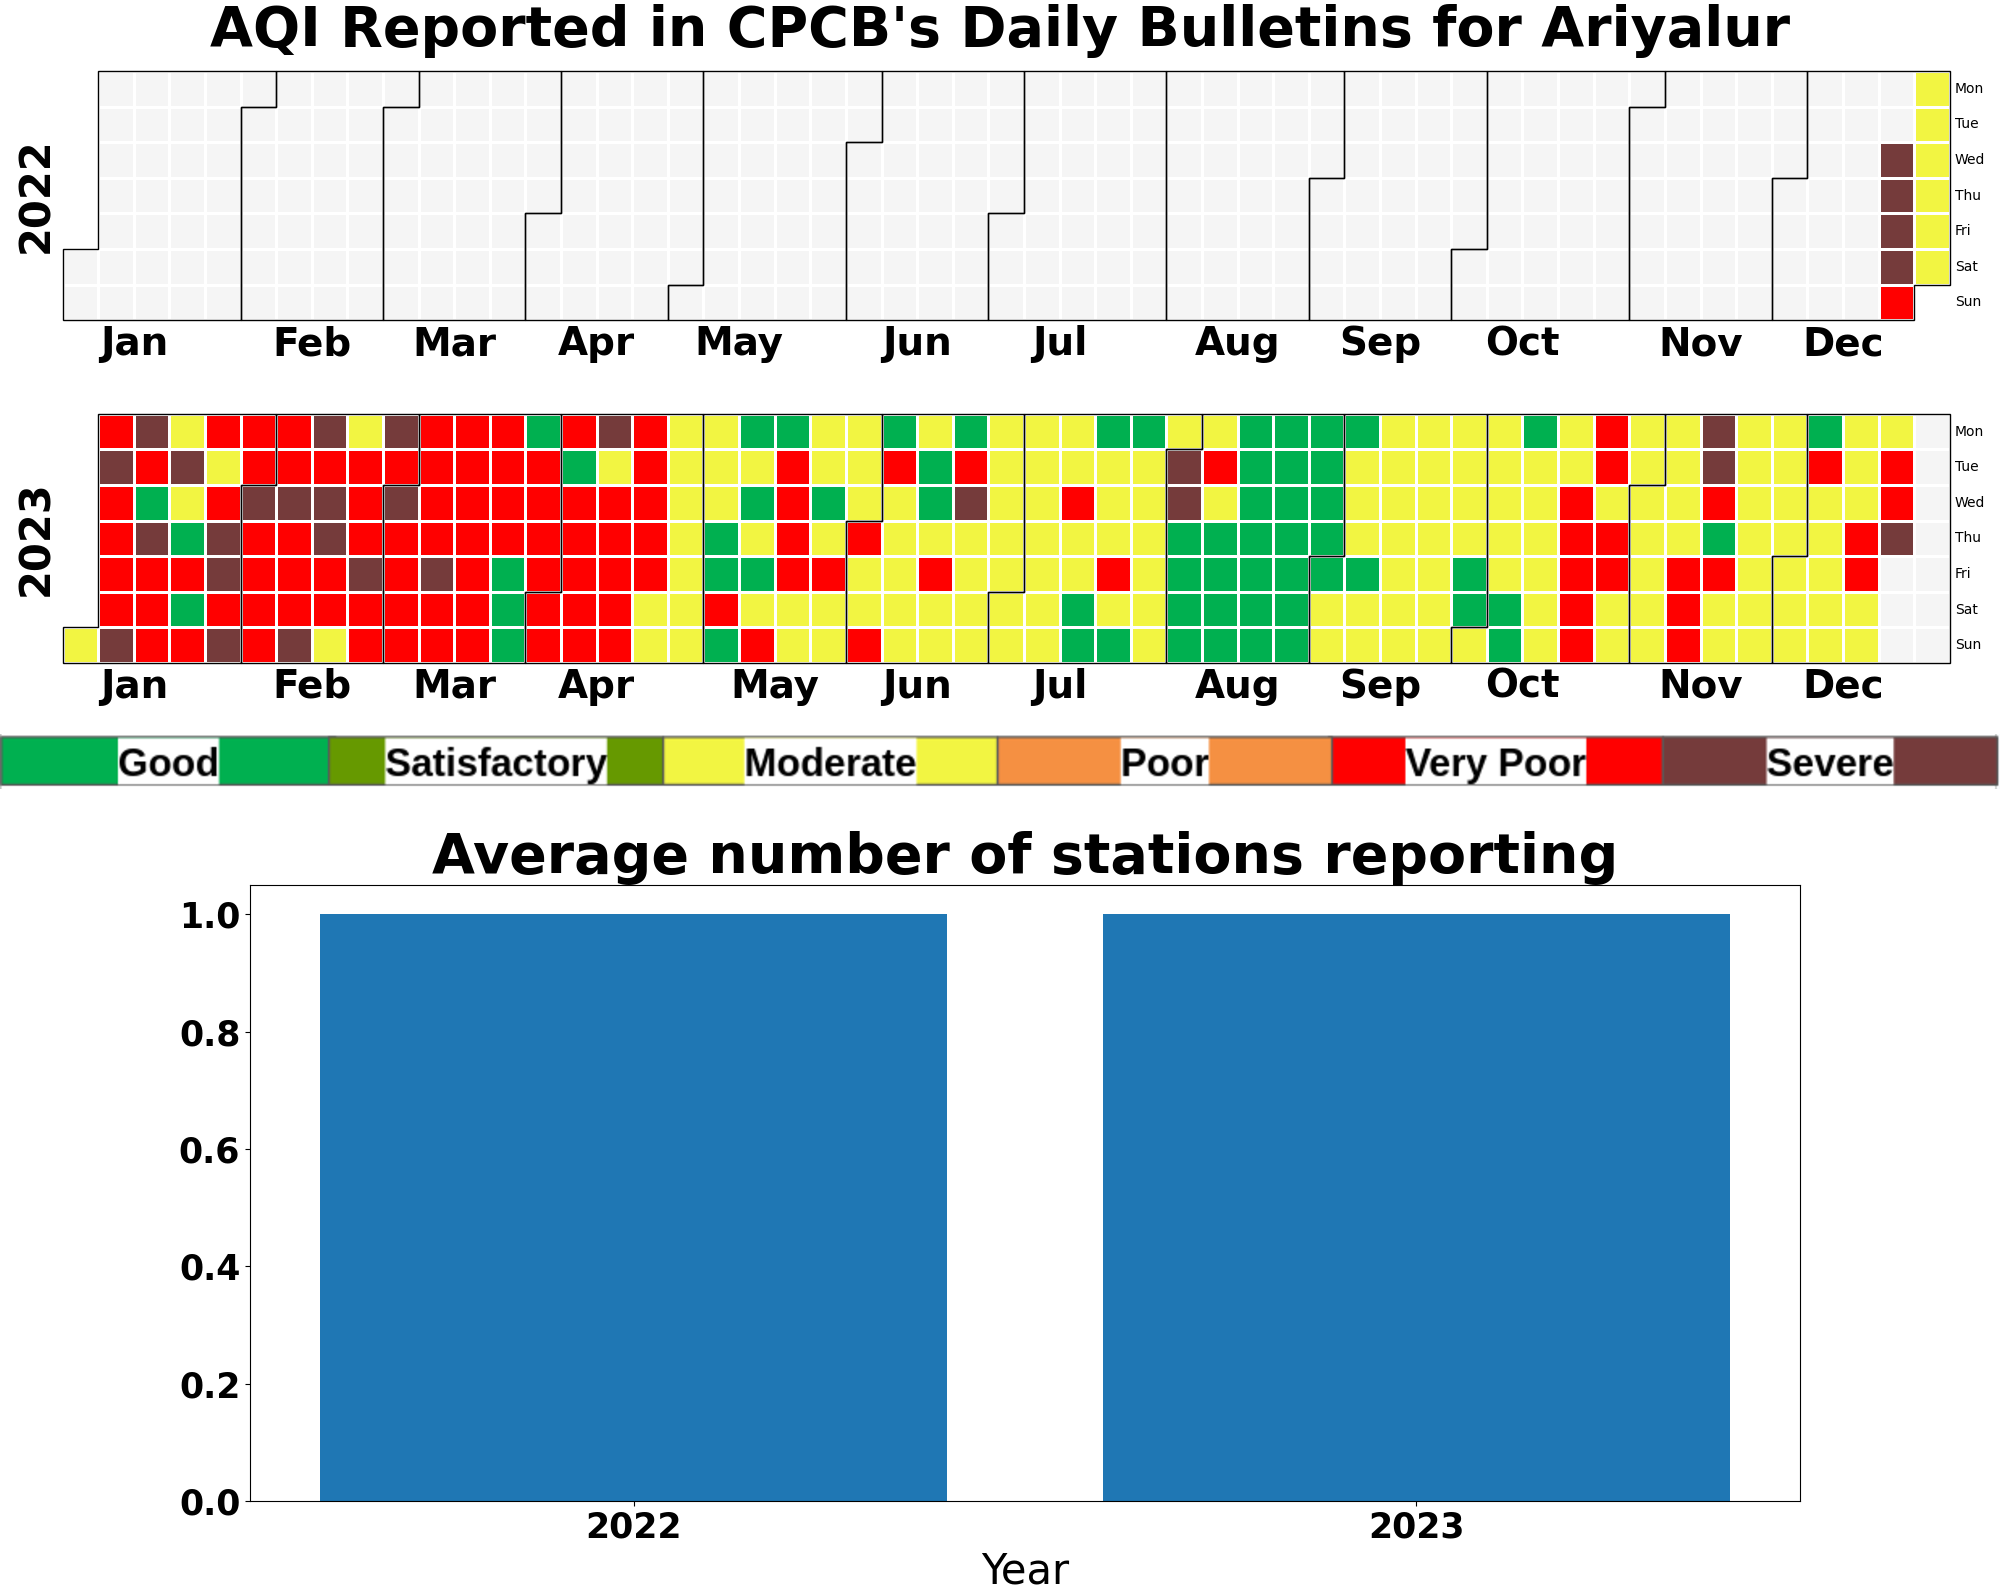 AQI Reported in CPCB's Daily Bulletins for Ariyalur
2022
Mon
Tue
Wed
Thu
Fri
Sat
Sun
Jan Feb Mar Apr May Jun Jul Aug Sep Oct Nov Dec
2023
Mon
Tue
Wed
Thu
Fri
Sat
Sun
Jan Feb Mar Apr May Jun Jul Aug Sep Oct Nov Dec
Good Satisfactory Moderate Poor Very Poor Severe
Average number of stations reporting
1.0
0.8
0.6
0.4
0.2
0.0
2022 2023
Year